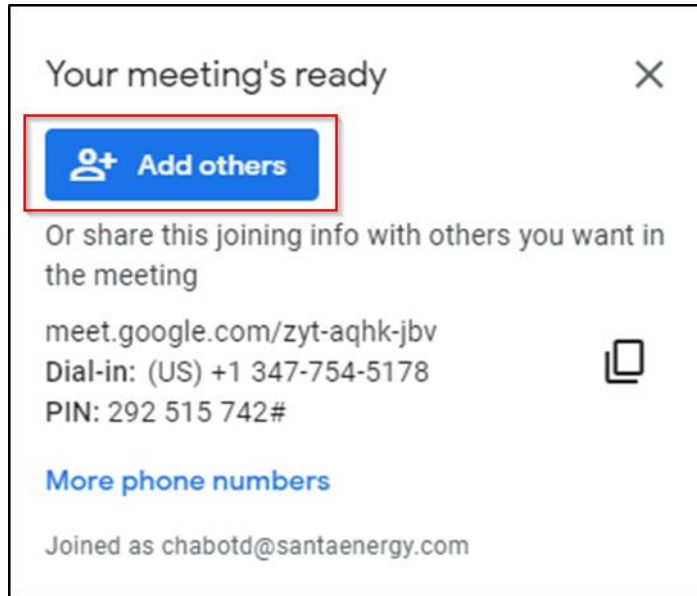 Your meeting's ready
Add others
Or share this joining info with others you want in
the meeting
meet.google.com/zyt-aqhk-jbv
Dial-in: (US) +1 347-754-5178
PIN: 292 515 742#
More phone numbers
Joined as chabotd@santaenergy.com